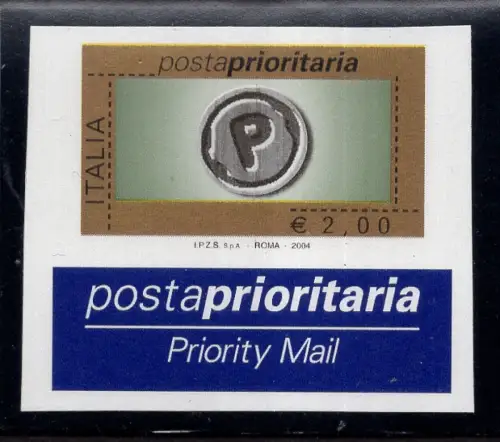 postaprioritaria
ITALIA
P
€ 2,00
I.P.Z.S. S.p.A. - ROMA - 2004
postaprioritaria
Priority Mail